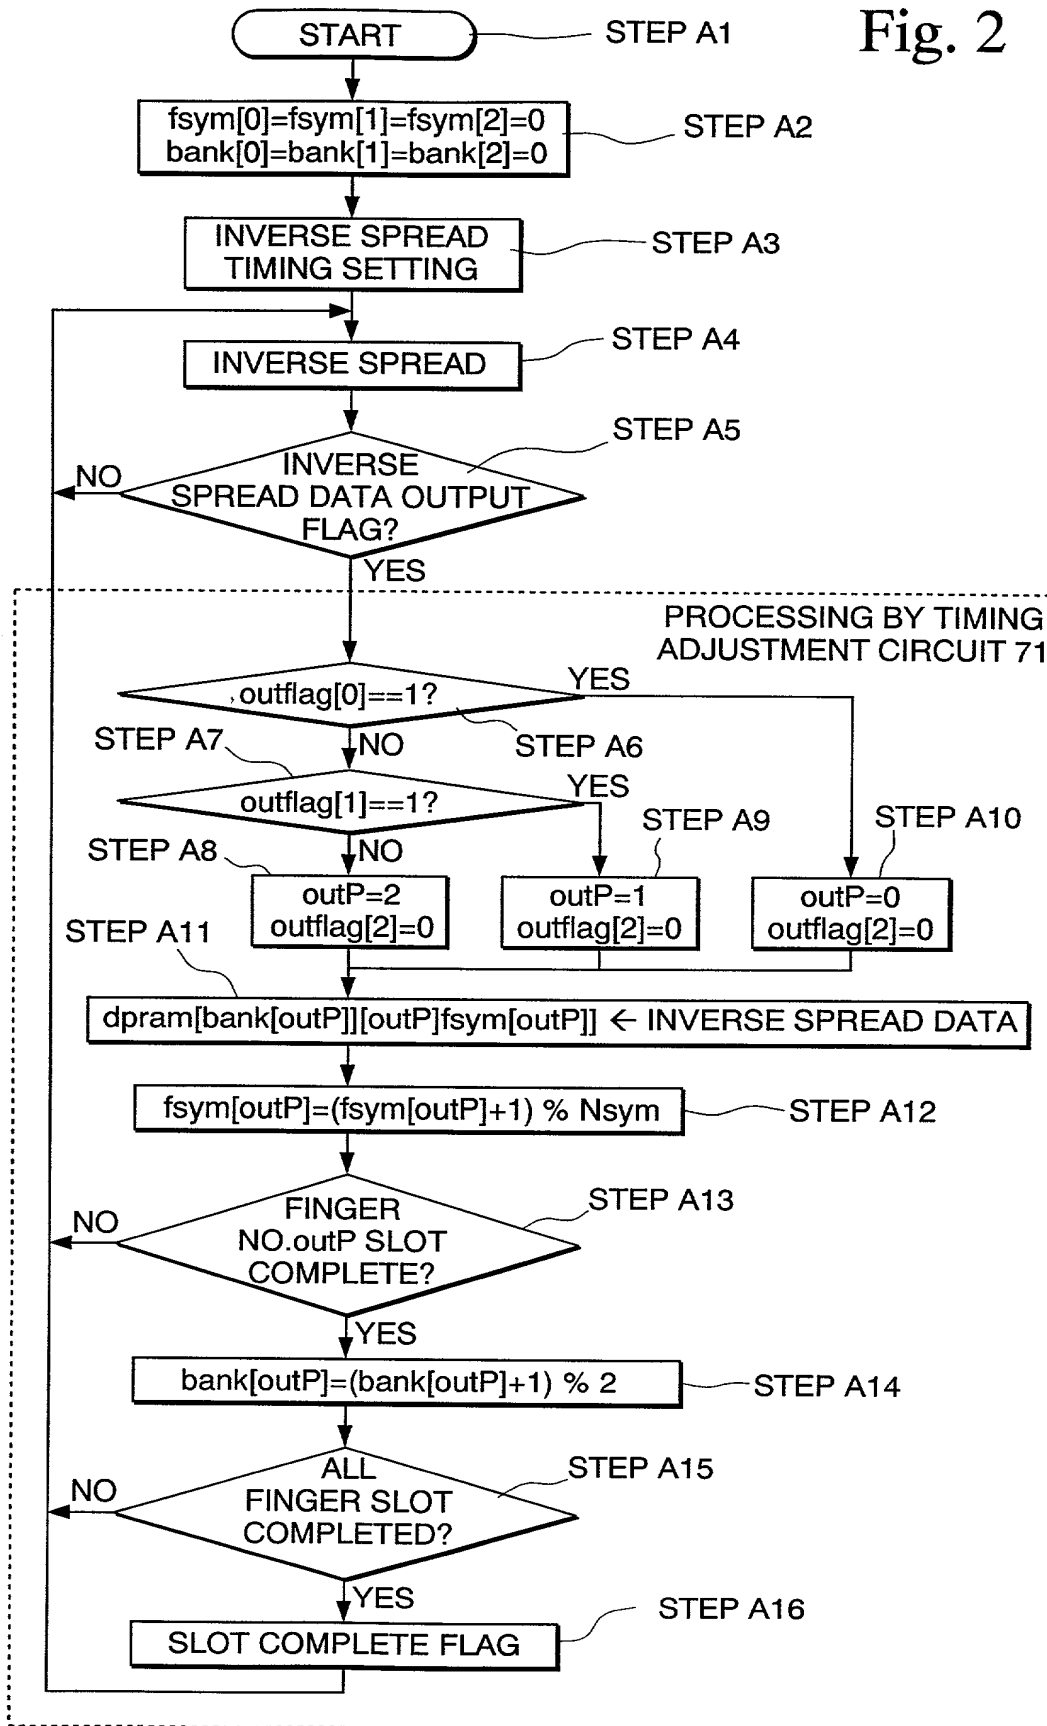 Fig. 2
START
STEP A1
fsym[0]=fsym[1]=fsym[2]=0
bank[0]=bank[1]=bank[2]=0
STEP A2
INVERSE SPREAD
TIMING SETTING
STEP A3
INVERSE SPREAD
STEP A4
STEP A5
INVERSE
SPREAD DATA OUTPUT
FLAG?
NO
YES
PROCESSING BY TIMING
ADJUSTMENT CIRCUIT 71
outflag[0]==1?
YES
STEP A6
NO
STEP A7
outflag[1]==1?
YES
NO
STEP A8
STEP A9
STEP A10
outP=2
outflag[2]=0
outP=1
outflag[2]=0
outP=0
outflag[2]=0
STEP A11
dpram[bank[outP]][outP]fsym[outP]] ← INVERSE SPREAD DATA
fsym[outP]=(fsym[outP]+1) % Nsym
STEP A12
FINGER
NO.outP SLOT
COMPLETE?
STEP A13
NO
YES
bank[outP]=(bank[outP]+1) % 2
STEP A14
ALL
FINGER SLOT
COMPLETED?
STEP A15
NO
YES
SLOT COMPLETE FLAG
STEP A16